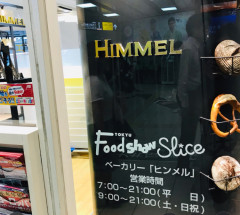 HIMMEL
TOKYU
Foodshow Slice
ベーカリー「ヒンメル」
営業時間
7:00~21:00(平 日)
9:00~21:00(土・日祝)